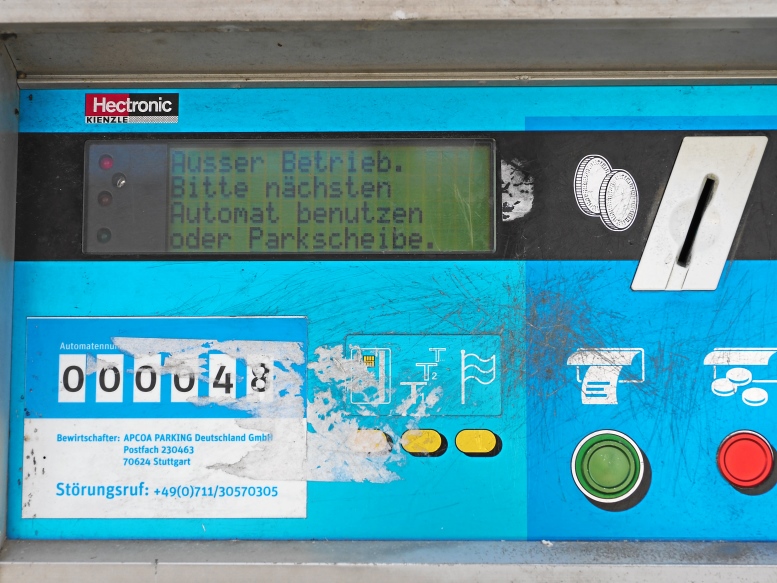 Hectronic
KIENZLE
Ausser Betrieb.
Bitte nächsten
Automat benutzen
oder Parkscheibe.
000048
Bewirtschafter: APCOA PARKING Deutschland GmbH
Postfach 230463
70624 Stuttgart
Störungsruf: +49(0)711/30570305